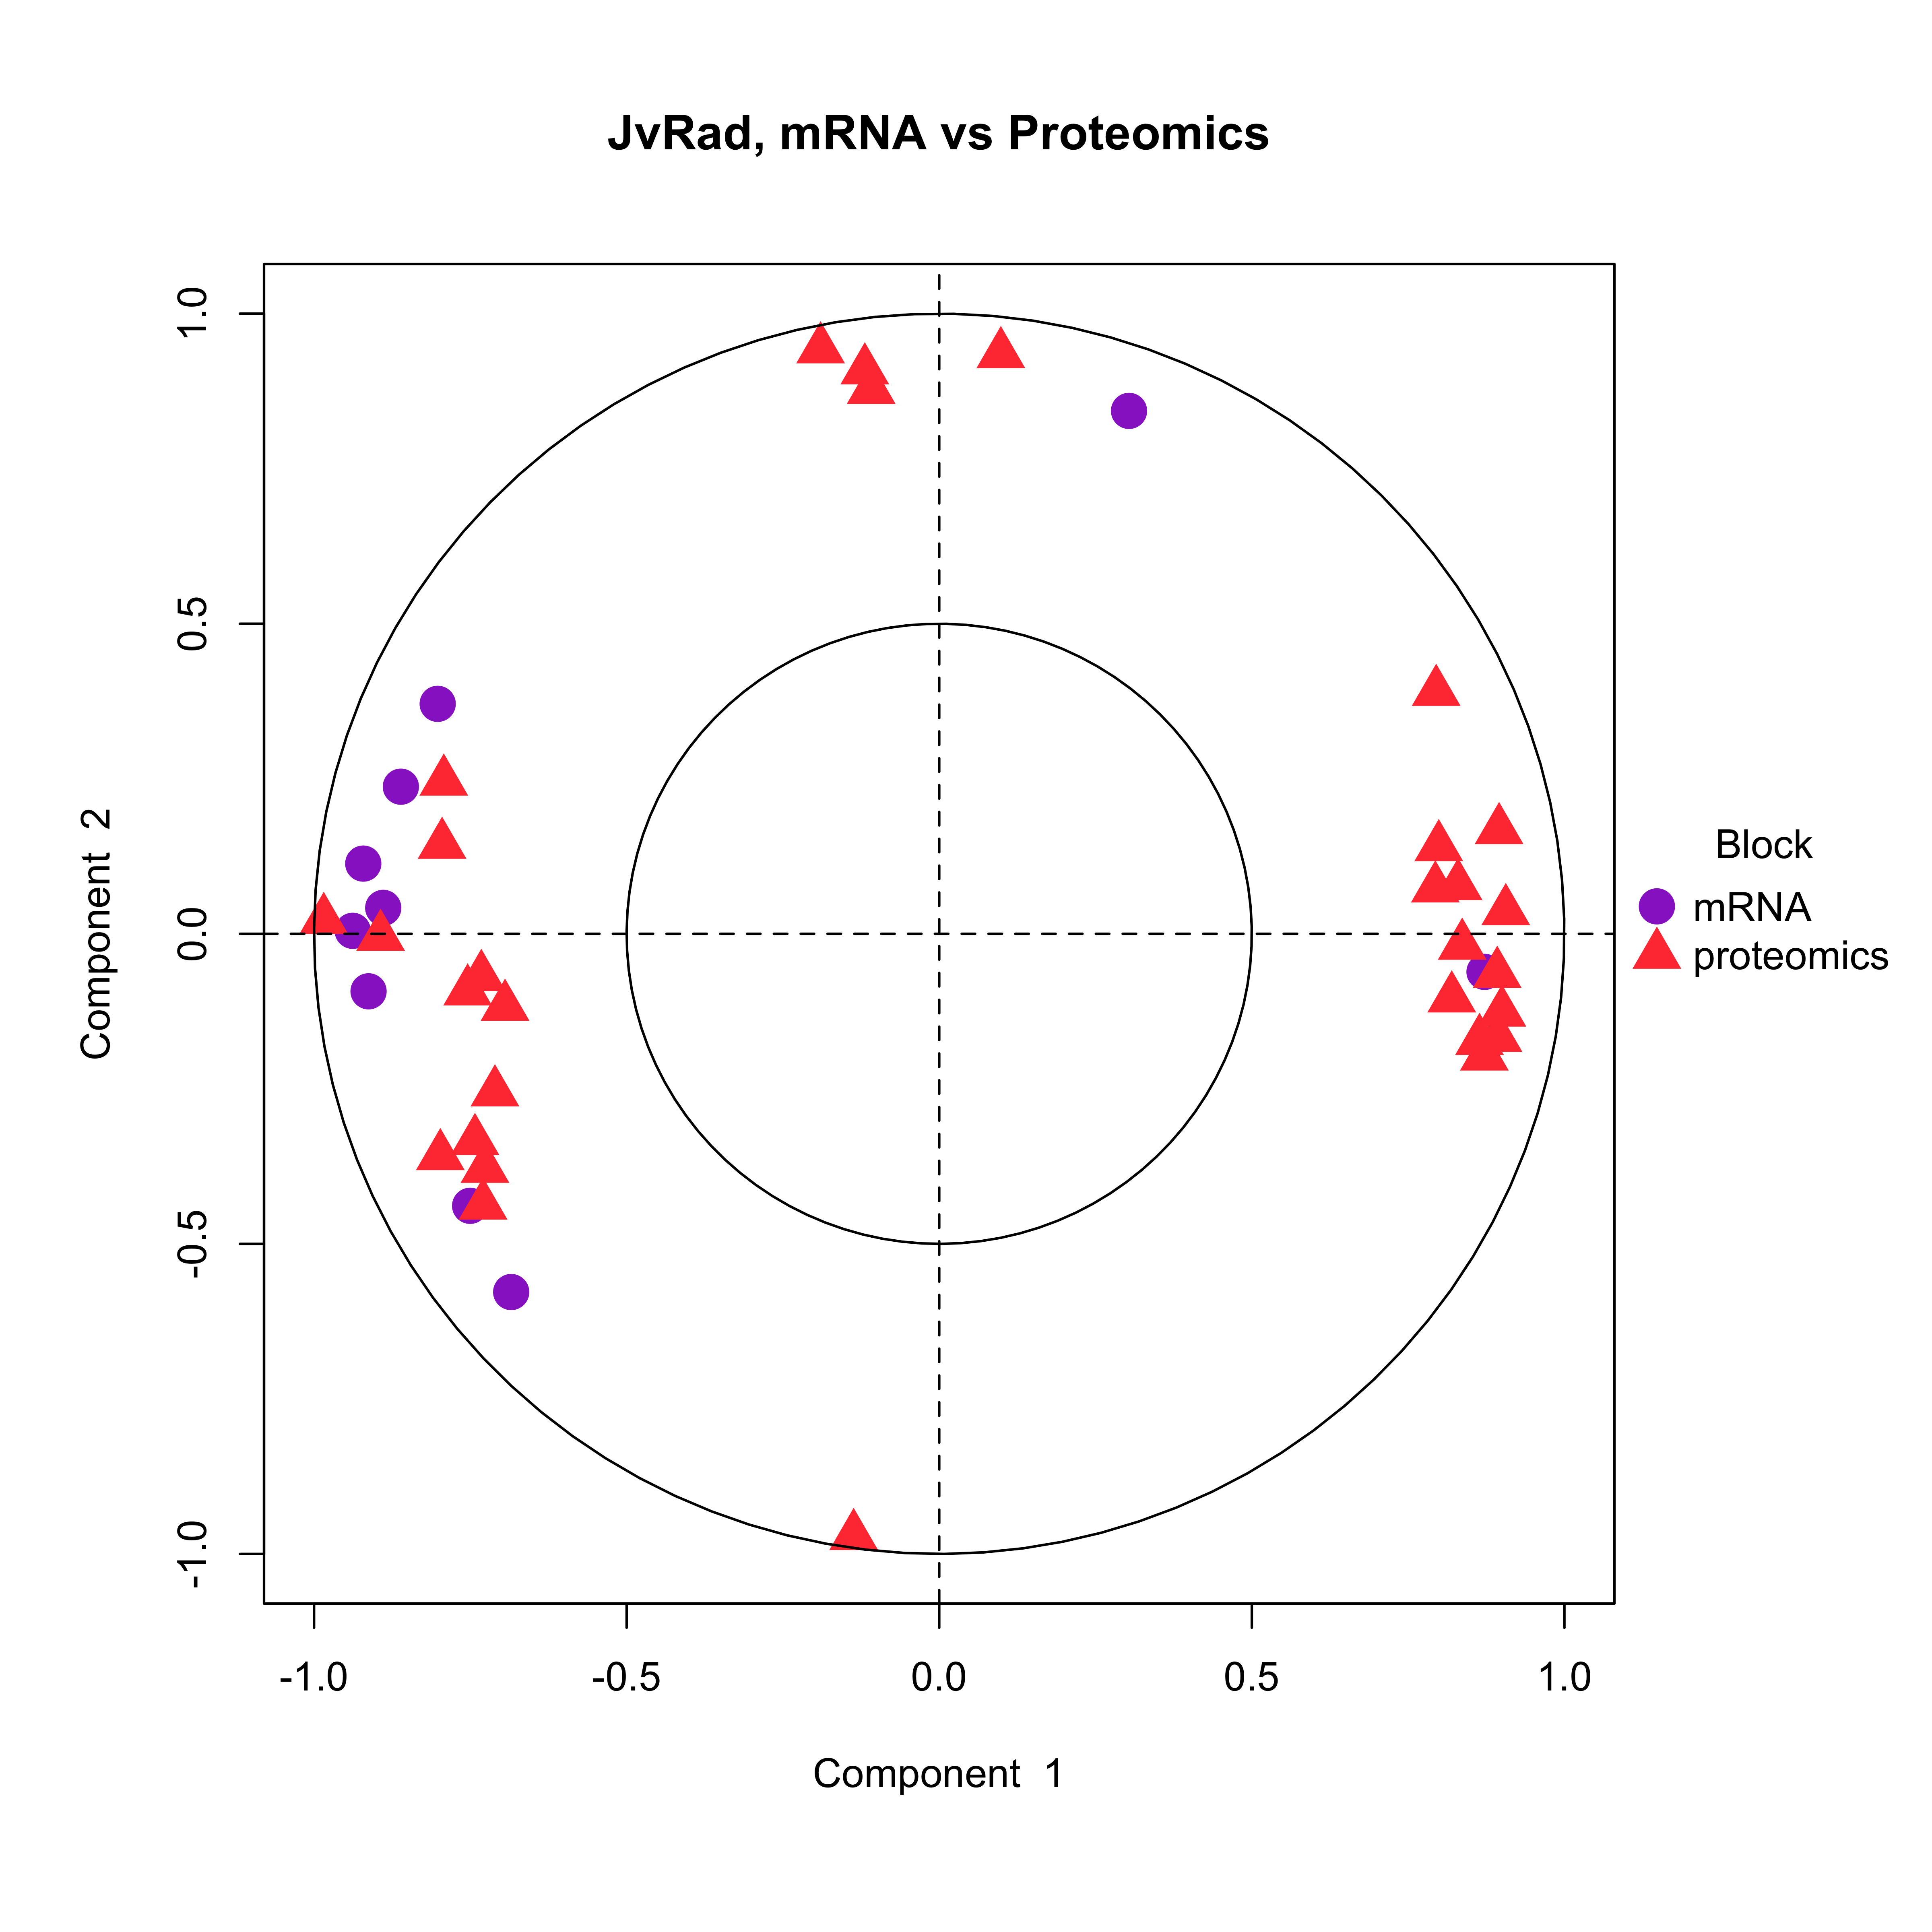 JvRad, mRNA vs Proteomics
1.0
0.5
0.0
-0.5
-1.0
Component 2
Block
mRNA
proteomics
-1.0
-0.5
0.0
0.5
1.0
Component 1